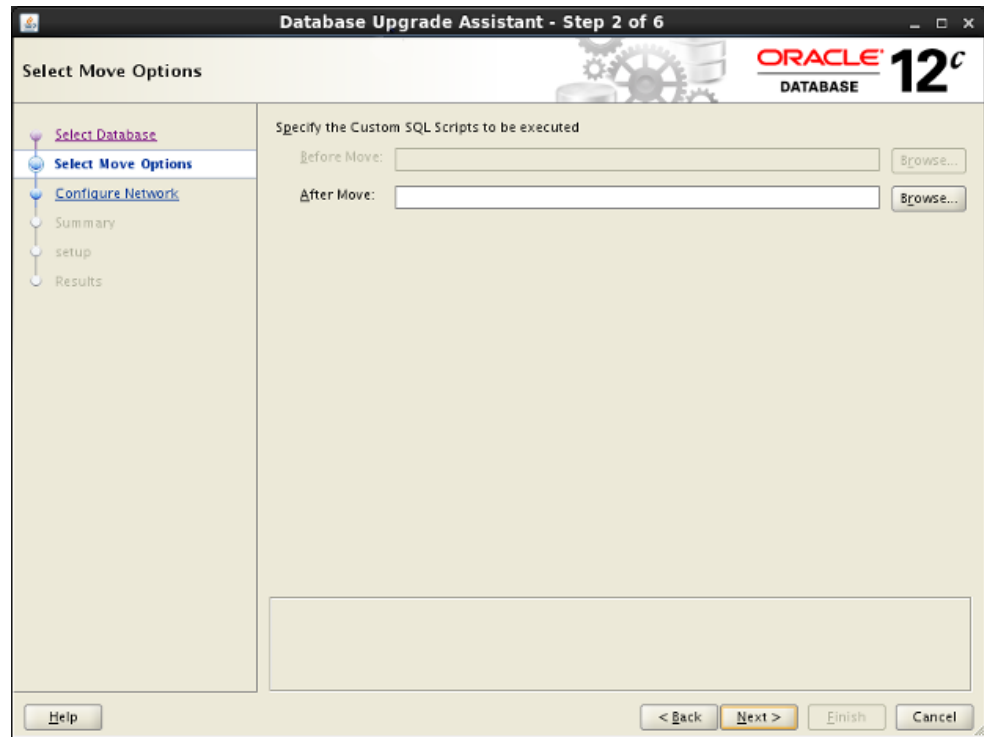 Database Upgrade Assistant - Step 2 of 6
Select Move Options
ORACLE
DATABASE
12c
Select Database
Select Move Options
Configure Network
Summary
setup
Results
Specify the Custom SQL Scripts to be executed
Before Move:
Browse...
After Move:
Browse...
Help
< Back
Next >
Finish
Cancel